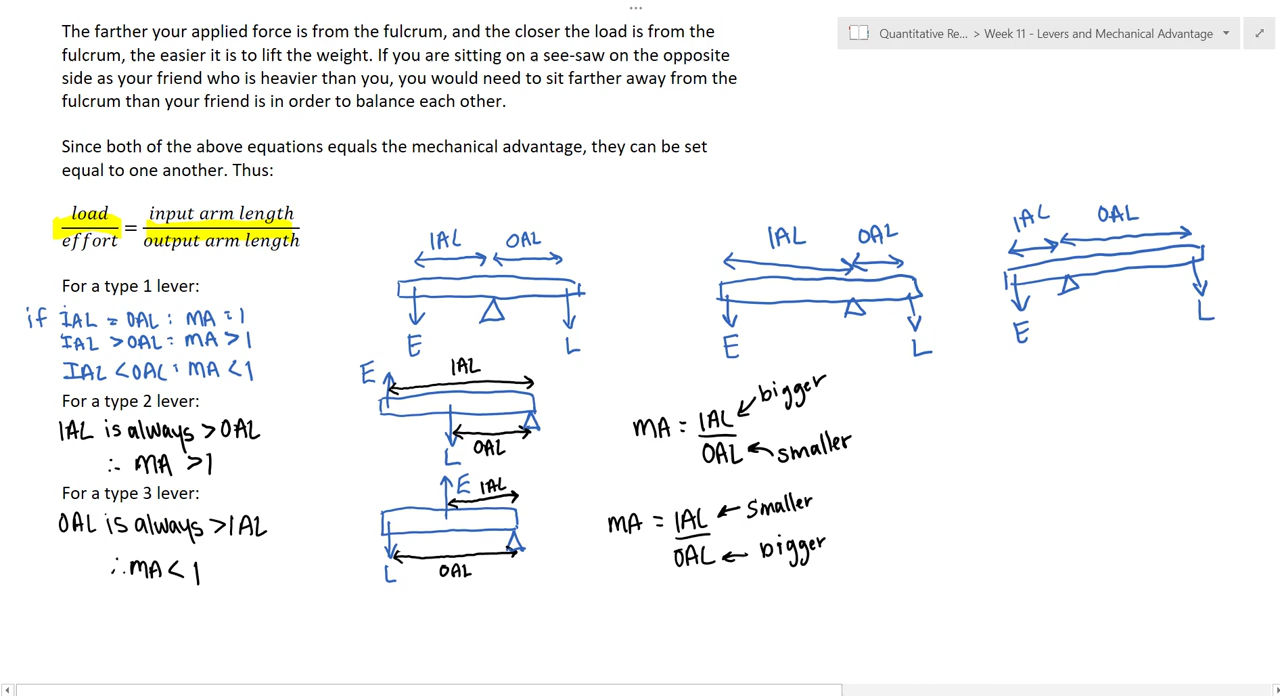 The farther your applied force is from the fulcrum, and the closer the load is from the
fulcrum, the easier it is to lift the weight. If you are sitting on a see-saw on the opposite
side as your friend who is heavier than you, you would need to sit farther away from the
fulcrum than your friend is in order to balance each other.
Quantitative Re... > Week 11 - Levers and Mechanical Advantage
Since both of the above equations equals the mechanical advantage, they can be set
equal to one another. Thus:
load / effort = input arm length / output arm length
IAL OAL
E L
IAL OAL
E L
IAL OAL
E L
For a type 1 lever:
if IAL = OAL : MA = 1
IAL > OAL : MA > 1
IAL < OAL : MA < 1
For a type 2 lever:
IAL is always > OAL
∴ MA > 1
E IAL
L OAL
MA = IAL ← bigger
OAL ← smaller
For a type 3 lever:
OAL is always > IAL
∴ MA < 1
E IAL
L OAL
MA = IAL ← smaller
OAL ← bigger